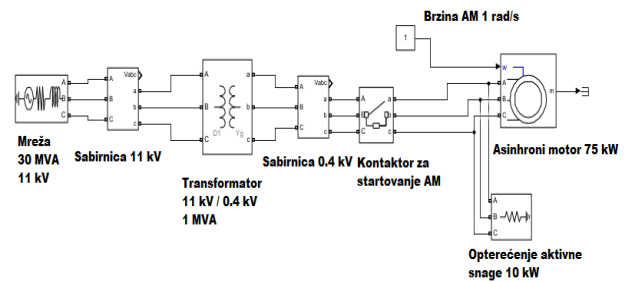 Brzina AM 1 rad/s
1
w
m
A
B
C
Vabc
A
B
C
a
b
c
A
B
C
D1
Yg
a
b
c
Vabc
A
B
C
a
b
c
A
B
C
a
b
c
A
B
C
Mreža
30 MVA
11 kV
Sabirnica 11 kV
Transformator
11 kV / 0.4 kV
1 MVA
Sabirnica 0.4 kV
Kontaktor za
startovanje AM
Asinhroni motor 75 kW
A
B
C
Opterećenje aktivne
snage 10 kW